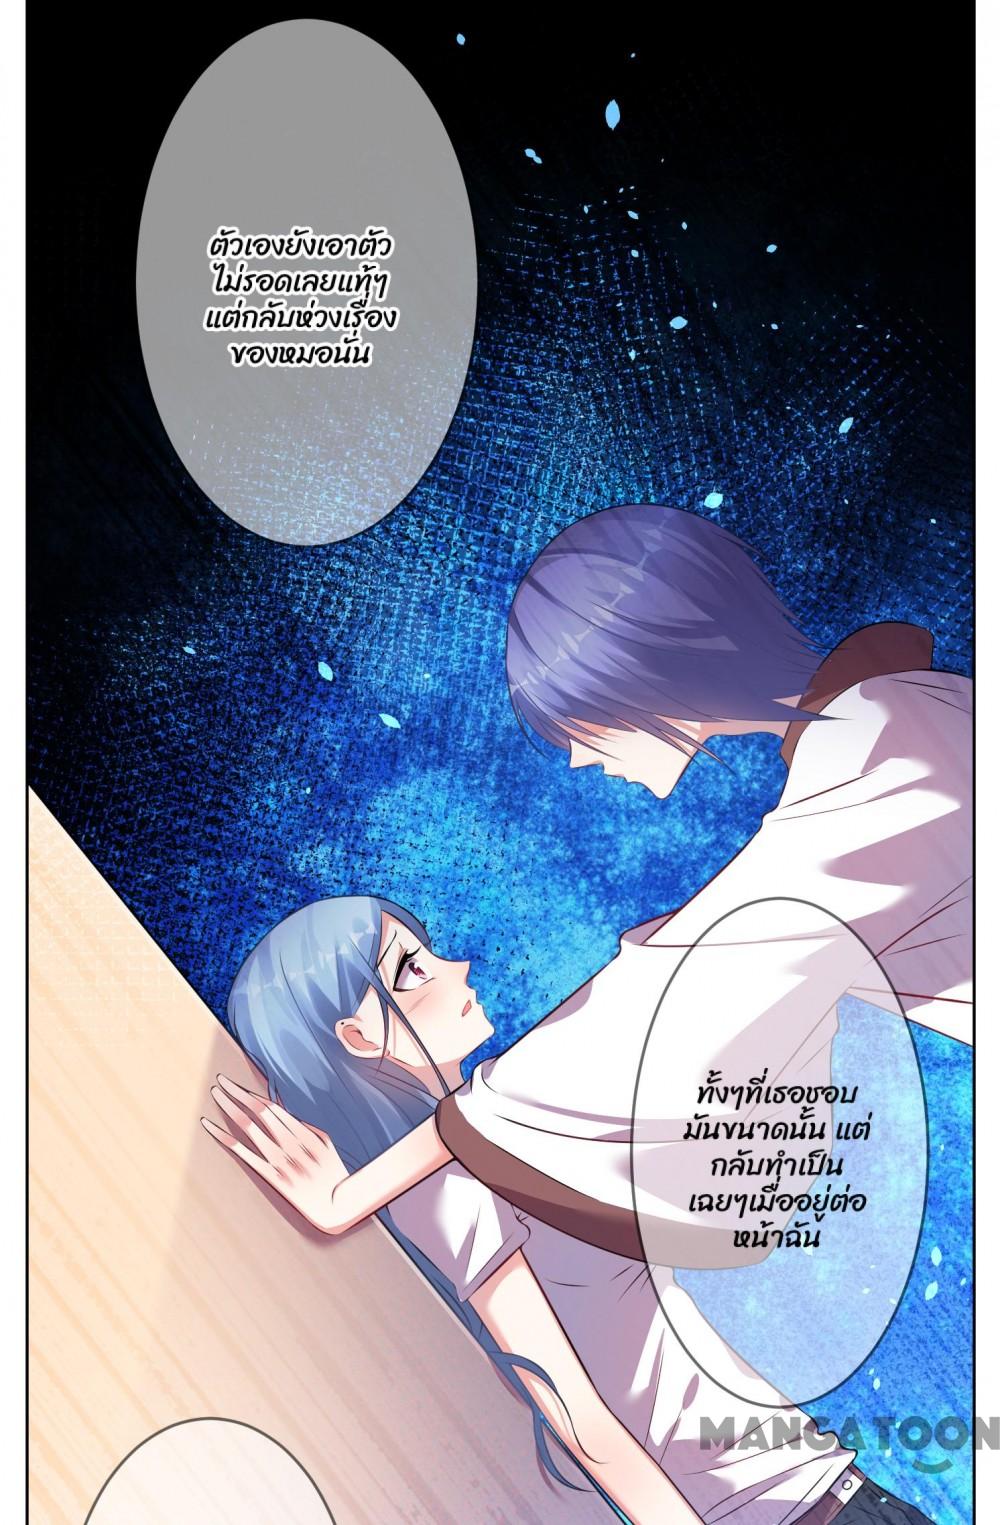 ตัวเองยังเอาตัว
ไม่รอดเลยแท้ๆ
แต่กลับห่วงเรื่อง
ของหมอนั่น
ทั้งๆที่เธอชอบ
มันขนาดนั้น แต่
กลับทำเป็น
เฉยๆเมื่ออยู่ต่อ
หน้าฉัน
MANGATOON